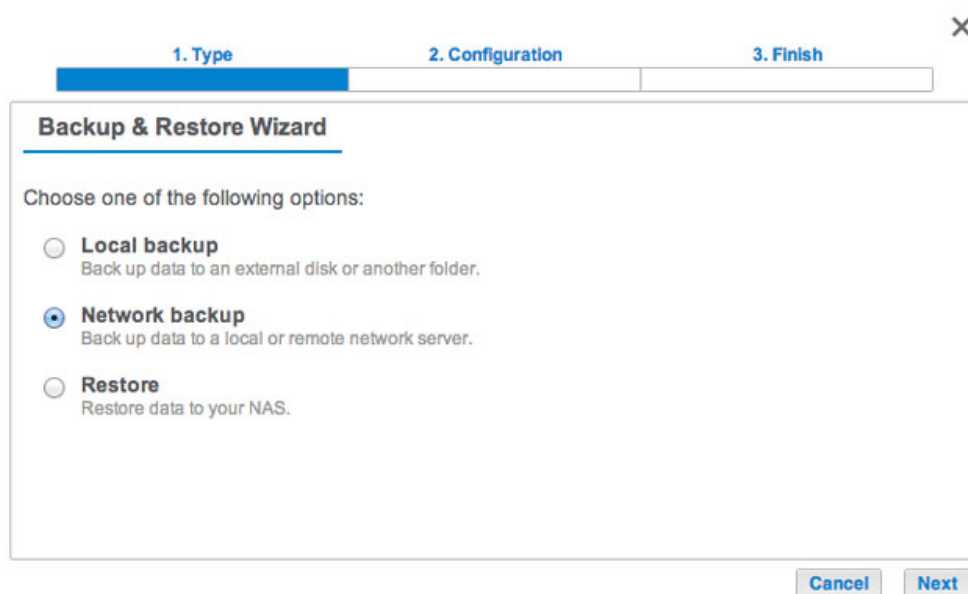 1. Type 2. Configuration 3. Finish
Backup & Restore Wizard
Choose one of the following options:
Local backup
Back up data to an external disk or another folder.
Network backup
Back up data to a local or remote network server.
Restore
Restore data to your NAS.
Cancel Next